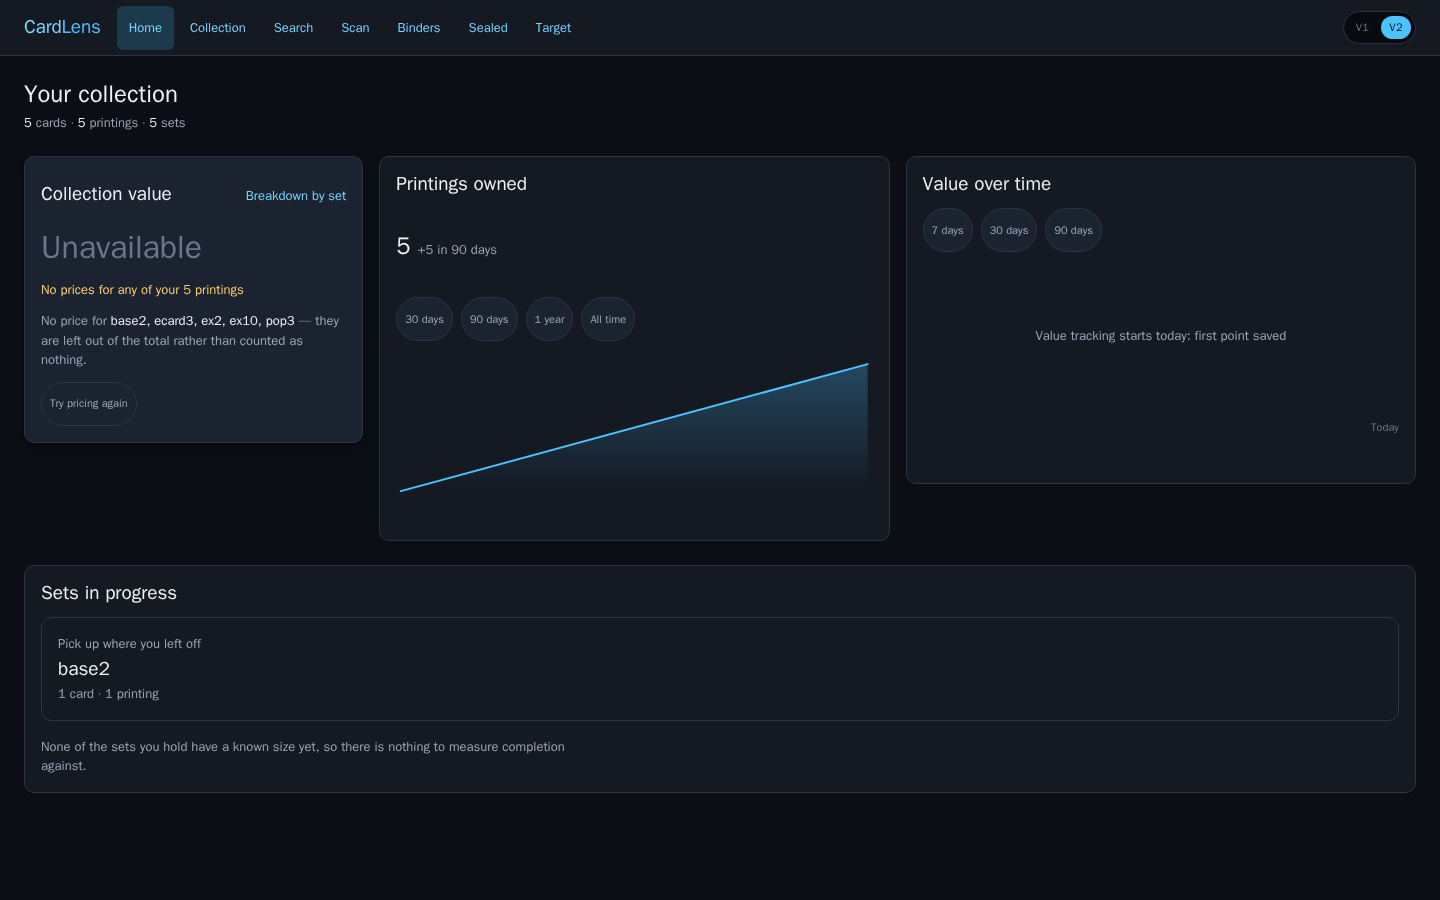 CardLens Home Collection Search Scan Binders Sealed Target V1 V2
Your collection
5 cards · 5 printings · 5 sets
Collection value Breakdown by set
Unavailable
No prices for any of your 5 printings
No price for base2, ecard3, ex2, ex10, pop3 — they
are left out of the total rather than counted as
nothing.
Try pricing again
Printings owned
5 +5 in 90 days
30 days 90 days 1 year All time
Value over time
7 days 30 days 90 days
Value tracking starts today: first point saved
Today
Sets in progress
Pick up where you left off
base2
1 card · 1 printing
None of the sets you hold have a known size yet, so there is nothing to measure completion
against.